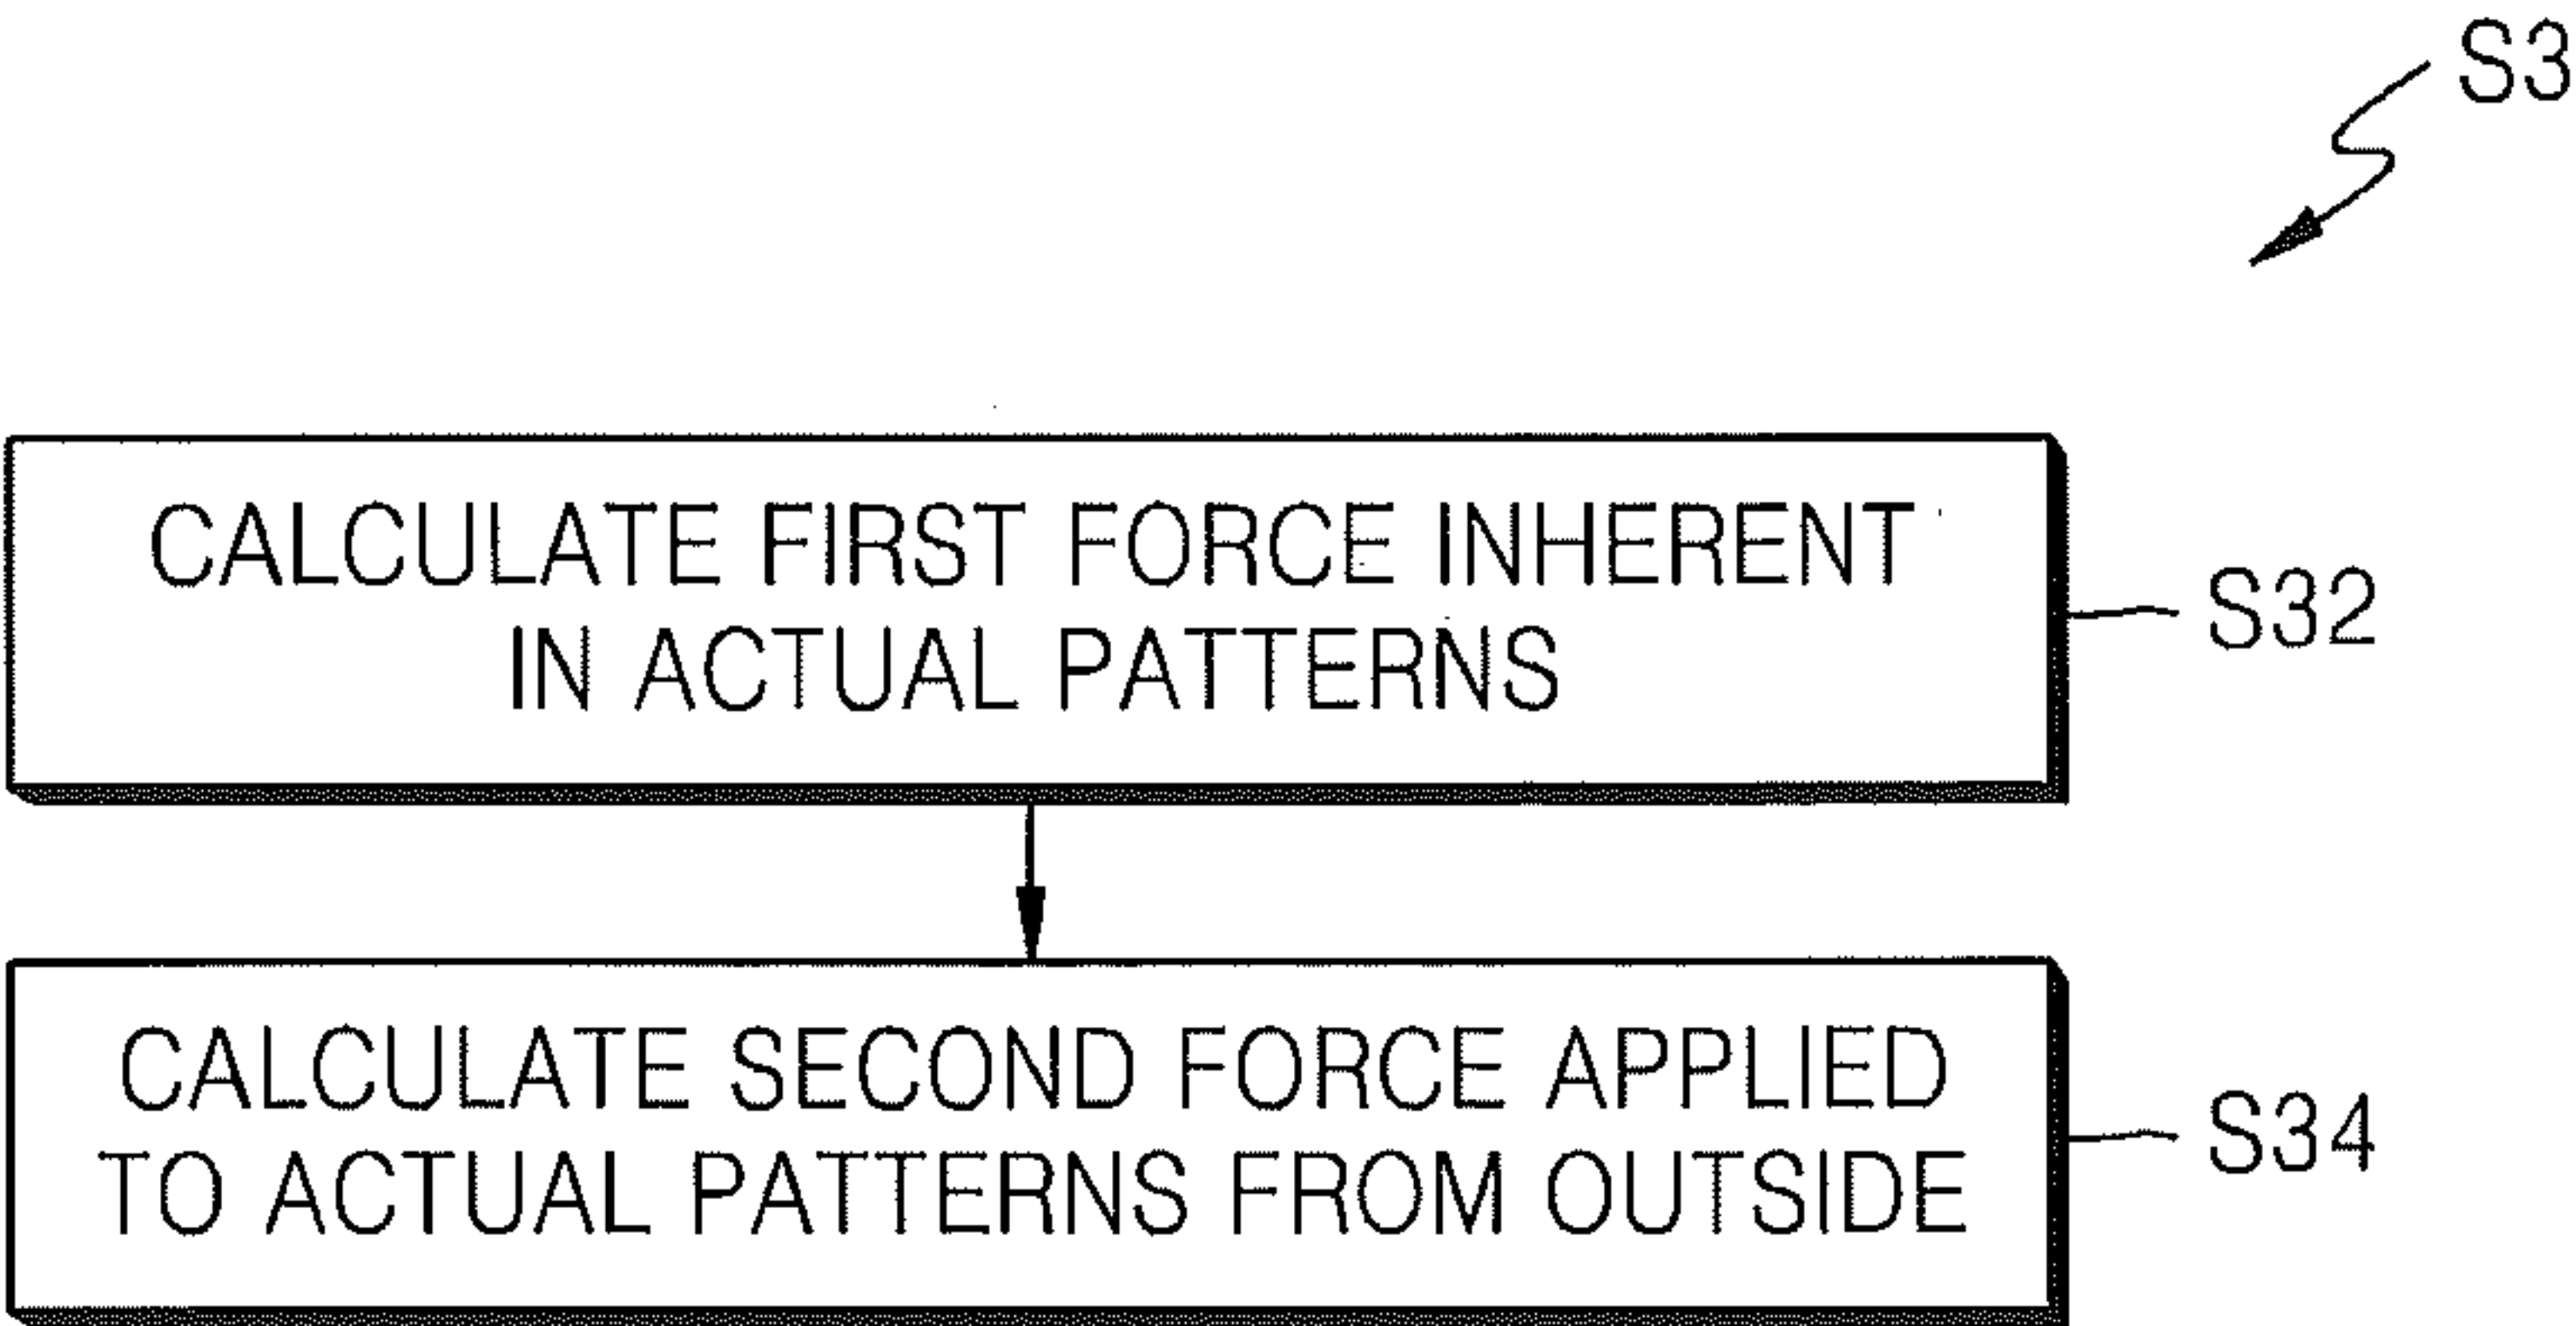 S3
CALCULATE FIRST FORCE INHERENT
IN ACTUAL PATTERNS
S32
CALCULATE SECOND FORCE APPLIED
TO ACTUAL PATTERNS FROM OUTSIDE
S34